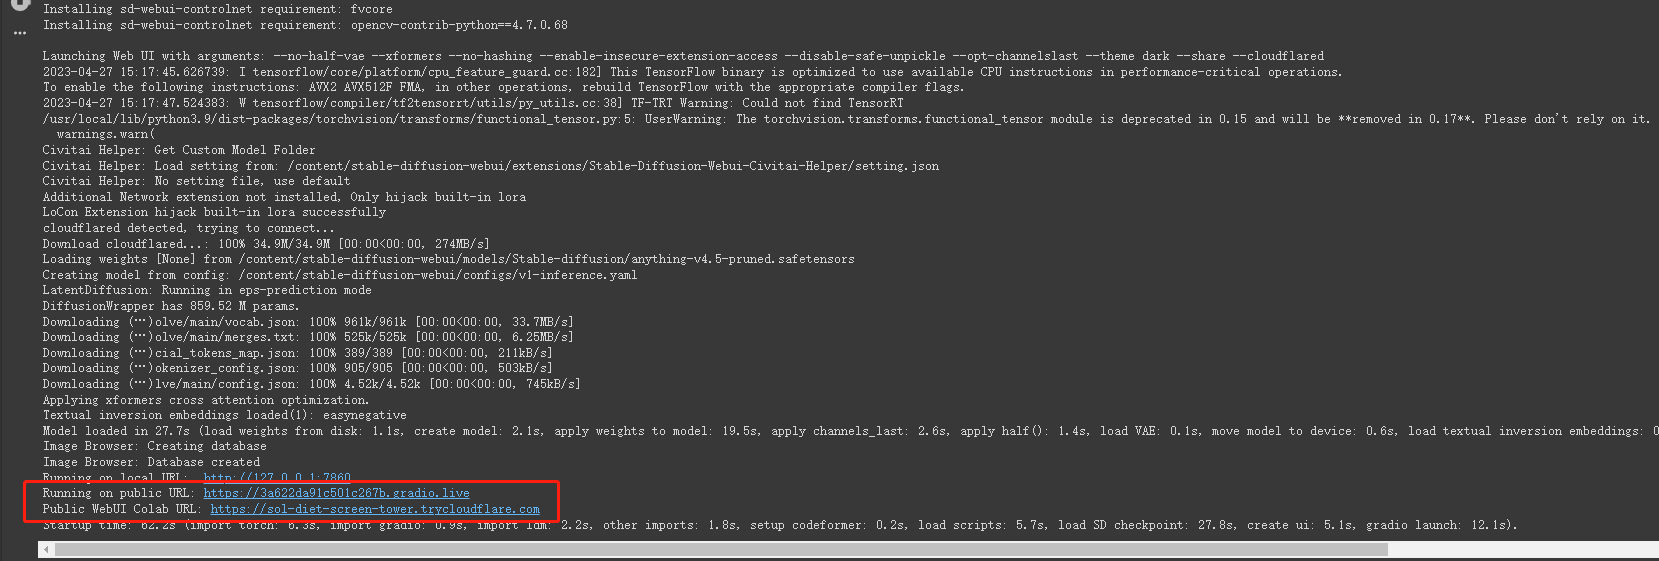 Installing sd-webui-controlnet requirement: fvcore
Installing sd-webui-controlnet requirement: opencv-contrib-python==4.7.0.68
...
Launching Web UI with arguments: --no-half-vae --xformers --no-hashing --enable-insecure-extension-access --disable-safe-unpickle --opt-channelslast --theme dark --share --cloudflared
2023-04-27 15:17:45.626739: I tensorflow/core/platform/cpu_feature_guard.cc:182] This TensorFlow binary is optimized to use available CPU instructions in performance-critical operations.
To enable the following instructions: AVX2 AVX512F FMA, in other operations, rebuild TensorFlow with the appropriate compiler flags.
2023-04-27 15:17:47.524383: W tensorflow/compiler/tf2tensorrt/utils/py_utils.cc:38] TF-TRT Warning: Could not find TensorRT
/usr/local/lib/python3.9/dist-packages/torchvision/transforms/functional_tensor.py:5: UserWarning: The torchvision.transforms.functional_tensor module is deprecated in 0.15 and will be **removed in 0.17**. Please don't rely on it.
warnings.warn(
Civitai Helper: Get Custom Model Folder
Civitai Helper: Load setting from: /content/stable-diffusion-webui/extensions/Stable-Diffusion-Webui-Civitai-Helper/setting.json
Civitai Helper: No setting file, use default
Additional Network extension not installed, Only hijack built-in lora
LoCon Extension hijack built-in lora successfully
cloudflared detected, trying to connect...
Download cloudflared...: 100% 34.9M/34.9M [00:00<00:00, 274MB/s]
Loading weights [None] from /content/stable-diffusion-webui/models/Stable-diffusion/anything-v4.5-pruned.safetensors
Creating model from config: /content/stable-diffusion-webui/configs/v1-inference.yaml
LatentDiffusion: Running in eps-prediction mode
DiffusionWrapper has 859.52 M params.
Downloading (…)olve/main/vocab.json: 100% 961k/961k [00:00<00:00, 33.7MB/s]
Downloading (…)olve/main/merges.txt: 100% 525k/525k [00:00<00:00, 6.25MB/s]
Downloading (…)cial_tokens_map.json: 100% 389/389 [00:00<00:00, 211kB/s]
Downloading (…)okenizer_config.json: 100% 905/905 [00:00<00:00, 503kB/s]
Downloading (…)lve/main/config.json: 100% 4.52k/4.52k [00:00<00:00, 745kB/s]
Applying xformers cross attention optimization.
Textual inversion embeddings loaded(1): easynegative
Model loaded in 27.7s (load weights from disk: 1.1s, create model: 2.1s, apply weights to model: 19.5s, apply channels_last: 2.6s, apply half(): 1.4s, load VAE: 0.1s, move model to device: 0.6s, load textual inversion embeddings: 0
Image Browser: Creating database
Image Browser: Database created
Running on local URL: http://127.0.0.1:7860
Running on public URL: https://3a622da91c501c267b.gradio.live
Public WebUI Colab URL: https://sol-diet-screen-tower.trycloudflare.com
Startup time: 62.2s (import torch: 6.3s, import gradio: 0.9s, import ldm: 2.2s, other imports: 1.8s, setup codeformer: 0.2s, load scripts: 5.7s, load SD checkpoint: 27.8s, create ui: 5.1s, gradio launch: 12.1s).